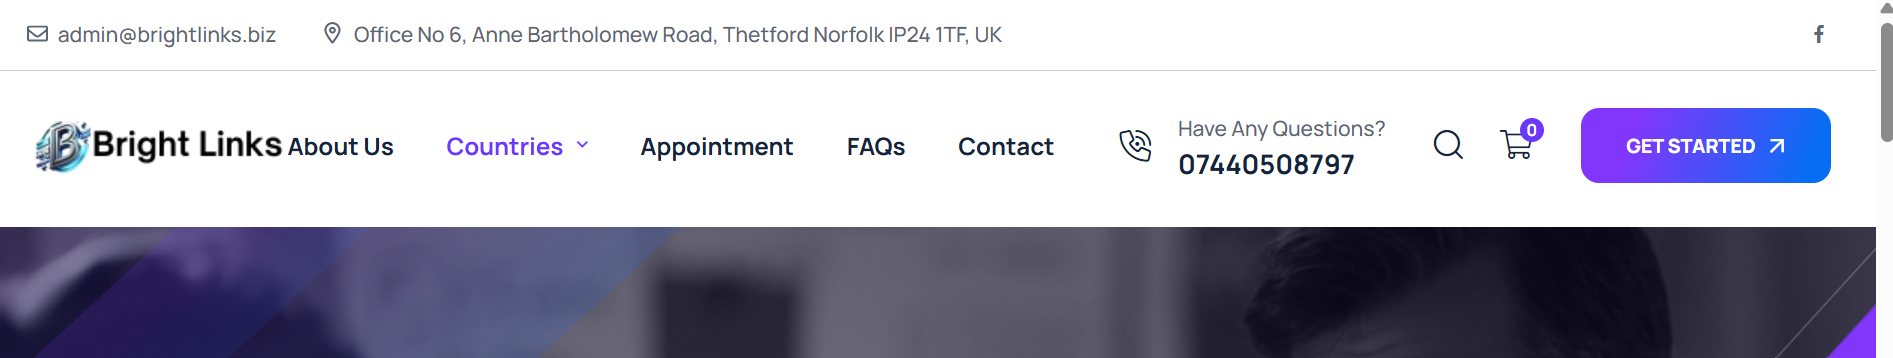 admin@brightlinks.biz
Office No 6, Anne Bartholomew Road, Thetford Norfolk IP24 1TF, UK
Bright Links
About Us
Countries
Appointment
FAQs
Contact
Have Any Questions?
07440508797
0
GET STARTED